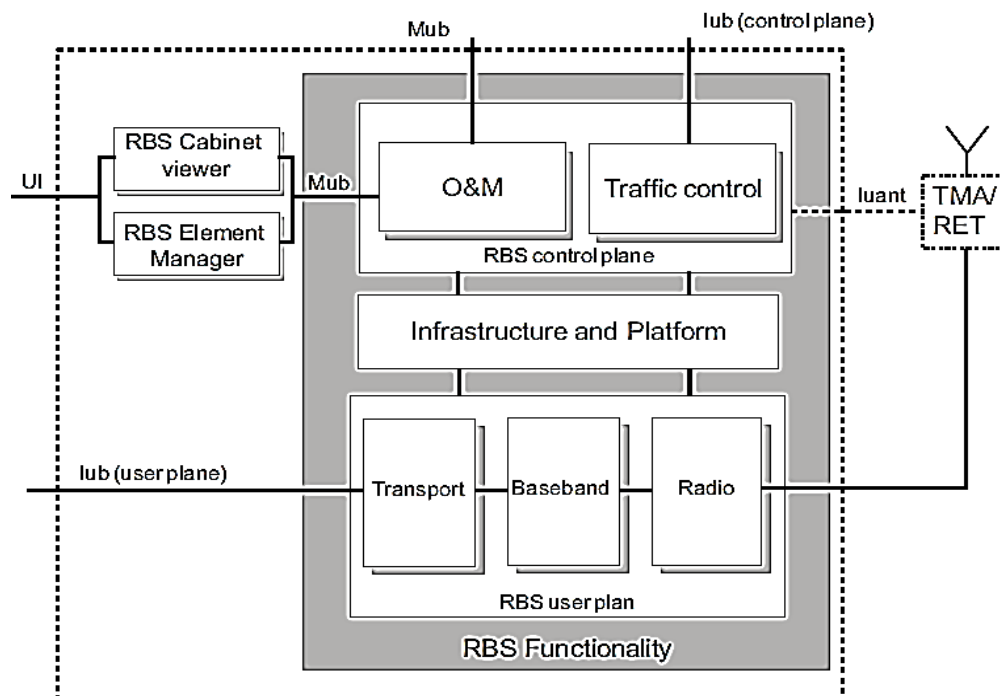 Mub
Iub (control plane)
RBS Cabinet
viewer
UI
Mub
RBS Element
Manager
O&M
Traffic control
RBS control plane
Iuant
TMA/
RET
Infrastructure and Platform
Iub (user plane)
Transport
Baseband
Radio
RBS user plan
RBS Functionality